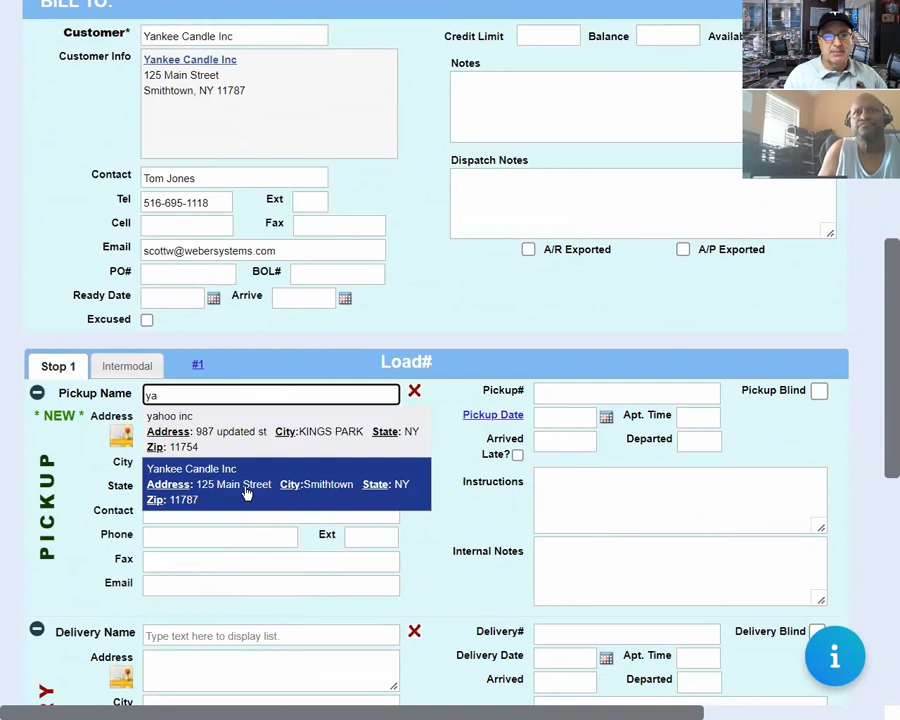 BILL TO:
Customer* Yankee Candle Inc Credit Limit Balance Availa
Customer Info Yankee Candle Inc Notes
125 Main Street
Smithtown, NY 11787
Dispatch Notes
Contact Tom Jones
Tel 516-695-1118 Ext
Cell Fax
Email scottw@webersystems.com A/R Exported A/P Exported
PO# BOL#
Ready Date Arrive
Excused
Stop 1 Intermodal #1 Load#
Pickup Name ya Pickup# Pickup Blind
* NEW * Address yahoo inc Pickup Date Apt. Time
Address: 987 updated st City:KINGS PARK State: NY
Zip: 11754 Arrived Departed
Late?
City Yankee Candle Inc
State Address: 125 Main Street City:Smithtown State: NY Instructions
Zip: 11787
PICKUP
Contact
Phone Ext
Internal Notes
Fax
Email
Delivery Name Type text here to display list. Delivery# Delivery Blind
Address Delivery Date Apt. Time
Arrived Departed
City
RY
i